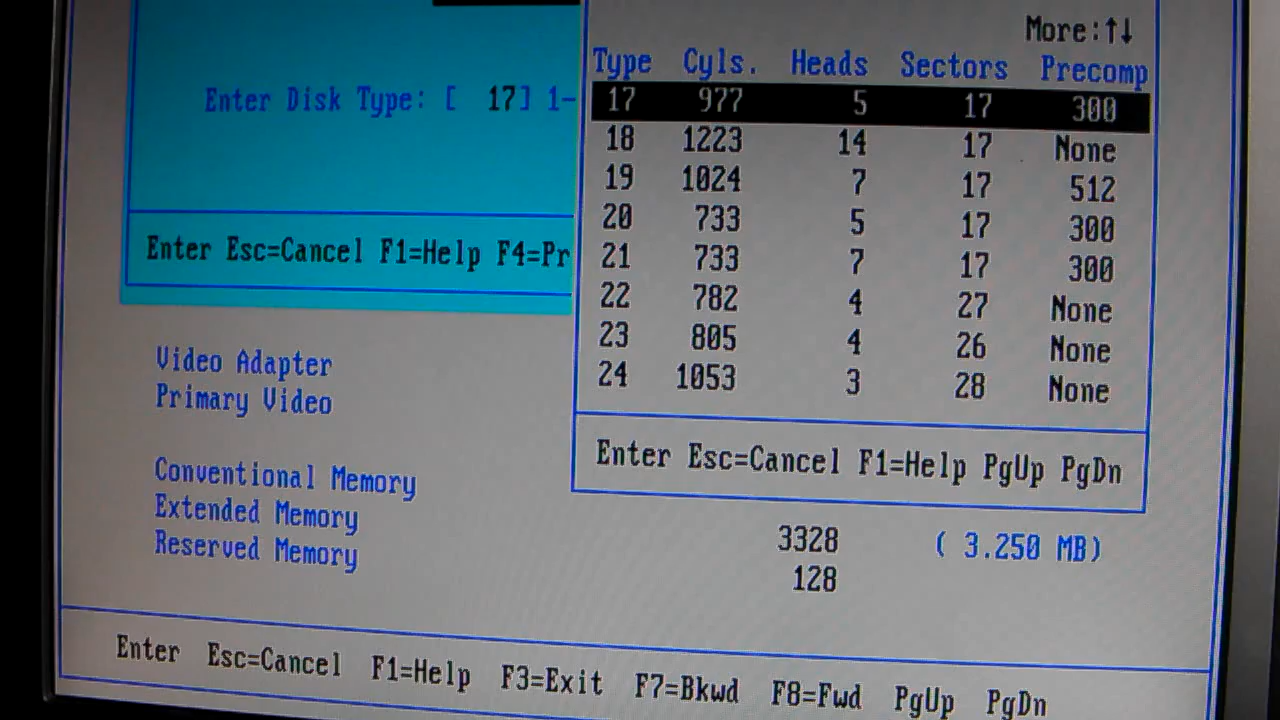 More:↑↓
Type Cyls. Heads Sectors Precomp
Enter Disk Type: [ 17] 1-
17 977 5 17 300
18 1223 14 17 None
19 1024 7 17 512
20 733 5 17 300
21 733 7 17 300
22 782 4 27 None
23 805 4 26 None
24 1053 3 28 None
Enter Esc=Cancel F1=Help F4=Pr
Enter Esc=Cancel F1=Help PgUp PgDn
Video Adapter
Primary Video
Conventional Memory
Extended Memory 3328 ( 3.250 MB)
Reserved Memory 128
Enter Esc=Cancel F1=Help F3=Exit F7=Bkwd F8=Fwd PgUp PgDn